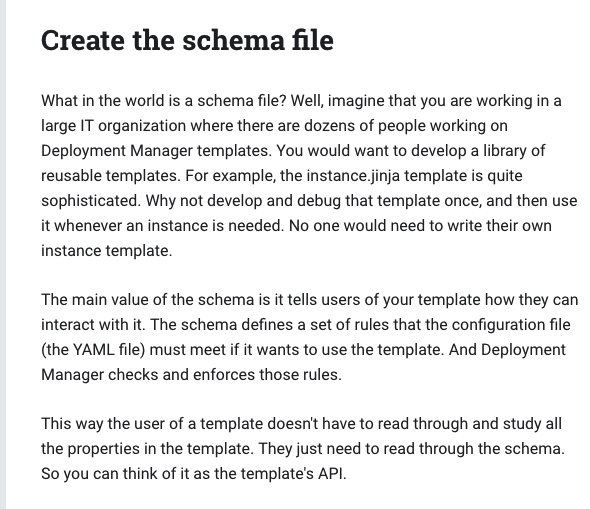 Create the schema file
What in the world is a schema file? Well, imagine that you are working in a
large IT organization where there are dozens of people working on
Deployment Manager templates. You would want to develop a library of
reusable templates. For example, the instance.jinja template is quite
sophisticated. Why not develop and debug that template once, and then use
it whenever an instance is needed. No one would need to write their own
instance template.
The main value of the schema is it tells users of your template how they can
interact with it. The schema defines a set of rules that the configuration file
(the YAML file) must meet if it wants to use the template. And Deployment
Manager checks and enforces those rules.
This way the user of a template doesn't have to read through and study all
the properties in the template. They just need to read through the schema.
So you can think of it as the template's API.